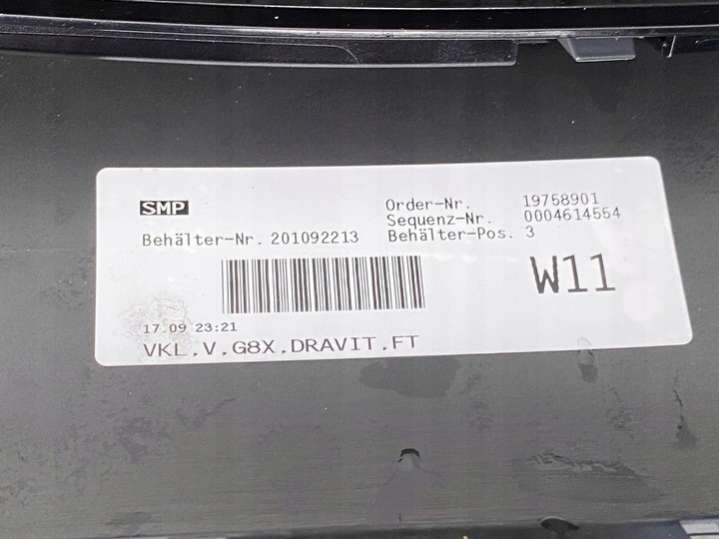 SMP
Order-Nr. 19758901
Sequenz-Nr. 0004614554
Behälter-Nr. 201092213 Behälter-Pos. 3
W11
17.09 23:21
VKL.V.G8X.DRAVIT.FT